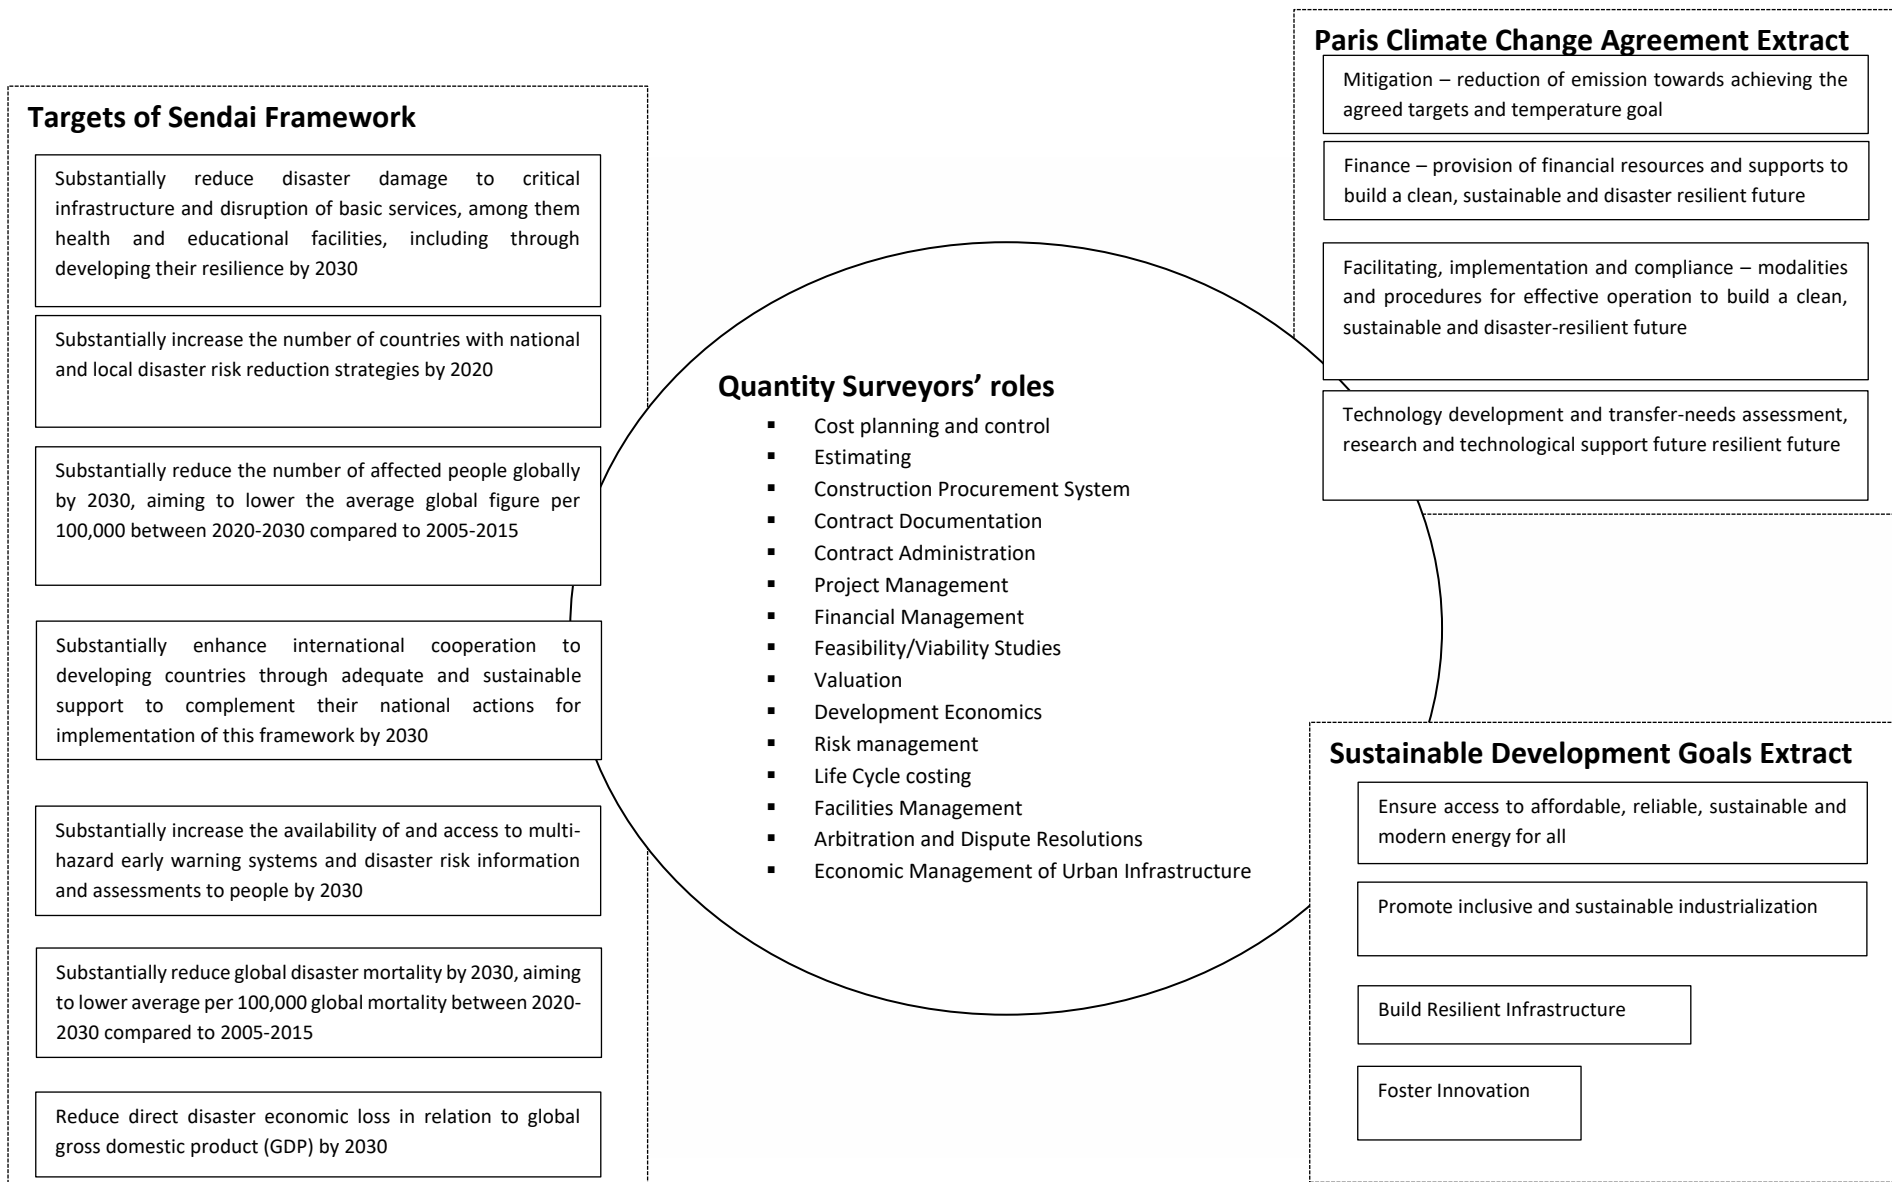 Targets of Sendai Framework
Substantially reduce disaster damage to critical
infrastructure and disruption of basic services, among them
health and educational facilities, including through
developing their resilience by 2030
Substantially increase the number of countries with national
and local disaster risk reduction strategies by 2020
Substantially reduce the number of affected people globally
by 2030, aiming to lower the average global figure per
100,000 between 2020-2030 compared to 2005-2015
Substantially enhance international cooperation to
developing countries through adequate and sustainable
support to complement their national actions for
implementation of this framework by 2030
Substantially increase the availability of and access to multi-
hazard early warning systems and disaster risk information
and assessments to people by 2030
Substantially reduce global disaster mortality by 2030, aiming
to lower average per 100,000 global mortality between 2020-
2030 compared to 2005-2015
Reduce direct disaster economic loss in relation to global
gross domestic product (GDP) by 2030
Quantity Surveyors’ roles
▪ Cost planning and control
▪ Estimating
▪ Construction Procurement System
▪ Contract Documentation
▪ Contract Administration
▪ Project Management
▪ Financial Management
▪ Feasibility/Viability Studies
▪ Valuation
▪ Development Economics
▪ Risk management
▪ Life Cycle costing
▪ Facilities Management
▪ Arbitration and Dispute Resolutions
▪ Economic Management of Urban Infrastructure
Paris Climate Change Agreement Extract
Mitigation – reduction of emission towards achieving the
agreed targets and temperature goal
Finance – provision of financial resources and supports to
build a clean, sustainable and disaster resilient future
Facilitating, implementation and compliance – modalities
and procedures for effective operation to build a clean,
sustainable and disaster-resilient future
Technology development and transfer-needs assessment,
research and technological support future resilient future
Sustainable Development Goals Extract
Ensure access to affordable, reliable, sustainable and
modern energy for all
Promote inclusive and sustainable industrialization
Build Resilient Infrastructure
Foster Innovation